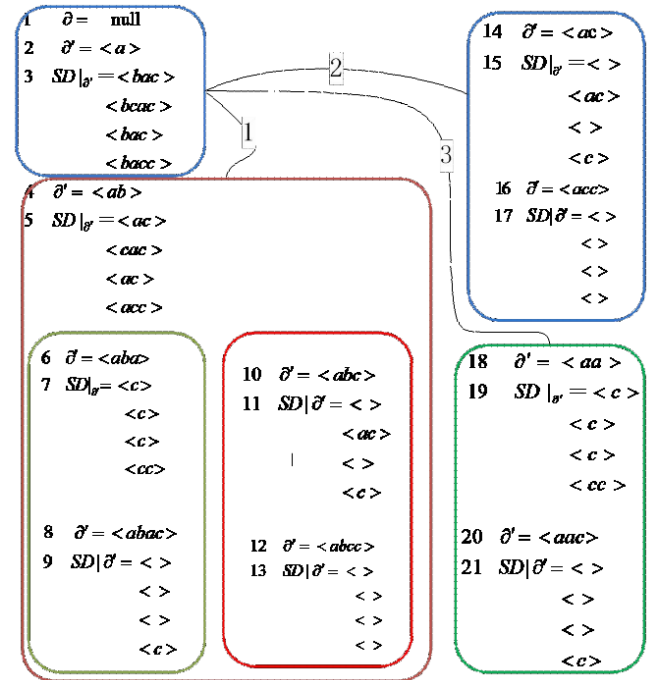 1 ∂ = null
2 ∂' = <a>
3 SD|∂' = <bac>
<bcac>
<bac>
<bacc>
1
2
3
4 ∂' = <ab>
5 SD|∂' = <ac>
<cac>
<ac>
<acc>
6 ∂' = <aba>
7 SD|∂' = <c>
<c>
<c>
<cc>
8 ∂' = <abac>
9 SD|∂' = < >
< >
< >
<c>
10 ∂' = <abc>
11 SD|∂' = < >
<ac>
< >
<c>
12 ∂' = <abcc>
13 SD|∂' = < >
< >
< >
< >
14 ∂' = <ac>
15 SD|∂' = < >
<ac>
< >
<c>
16 ∂' = <acc>
17 SD|∂' = < >
< >
< >
< >
18 ∂' = <aa >
19 SD |∂' = < c >
< c >
< c >
< cc >
20 ∂' = <aac>
21 SD|∂' = < >
< >
< >
<c>